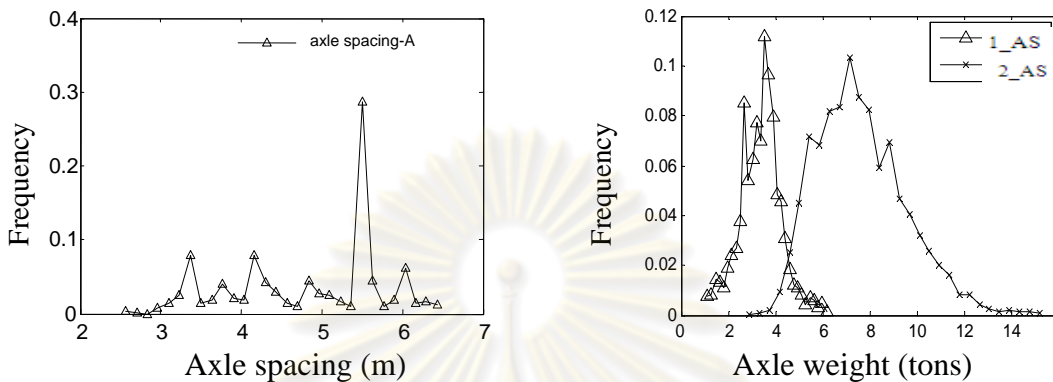 0.4
0.3
0.2
0.1
0
2 3 4 5 6 7
Frequency
Axle spacing (m)
axle spacing-A
0.12
0.10
0.08
0.06
0.04
0.02
0
0 2 4 6 8 10 12 14
Frequency
Axle weight (tons)
1_AS
2_AS